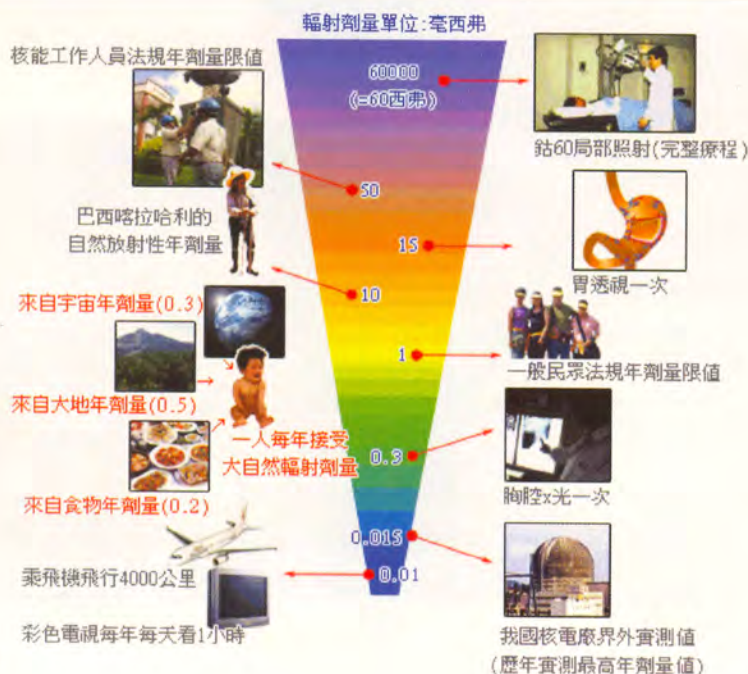 輻射劑量單位:毫西弗
核能工作人員法規年劑量限值
60000
(=60西弗)
鈷60局部照射(完整療程)
50
巴西喀拉哈利的
自然放射性年劑量
15
胃透視一次
10
來自宇宙年劑量(0.3)
1
一般民眾法規年劑量限值
來自大地年劑量(0.5)
一人每年接受
大自然輻射劑量
0.3
胸腔x光一次
來自食物年劑量(0.2)
0.015
乘飛機飛行4000公里
0.01
彩色電視每年每天看1小時
我國核電廠界外實測值
(歷年實測最高年劑量值)